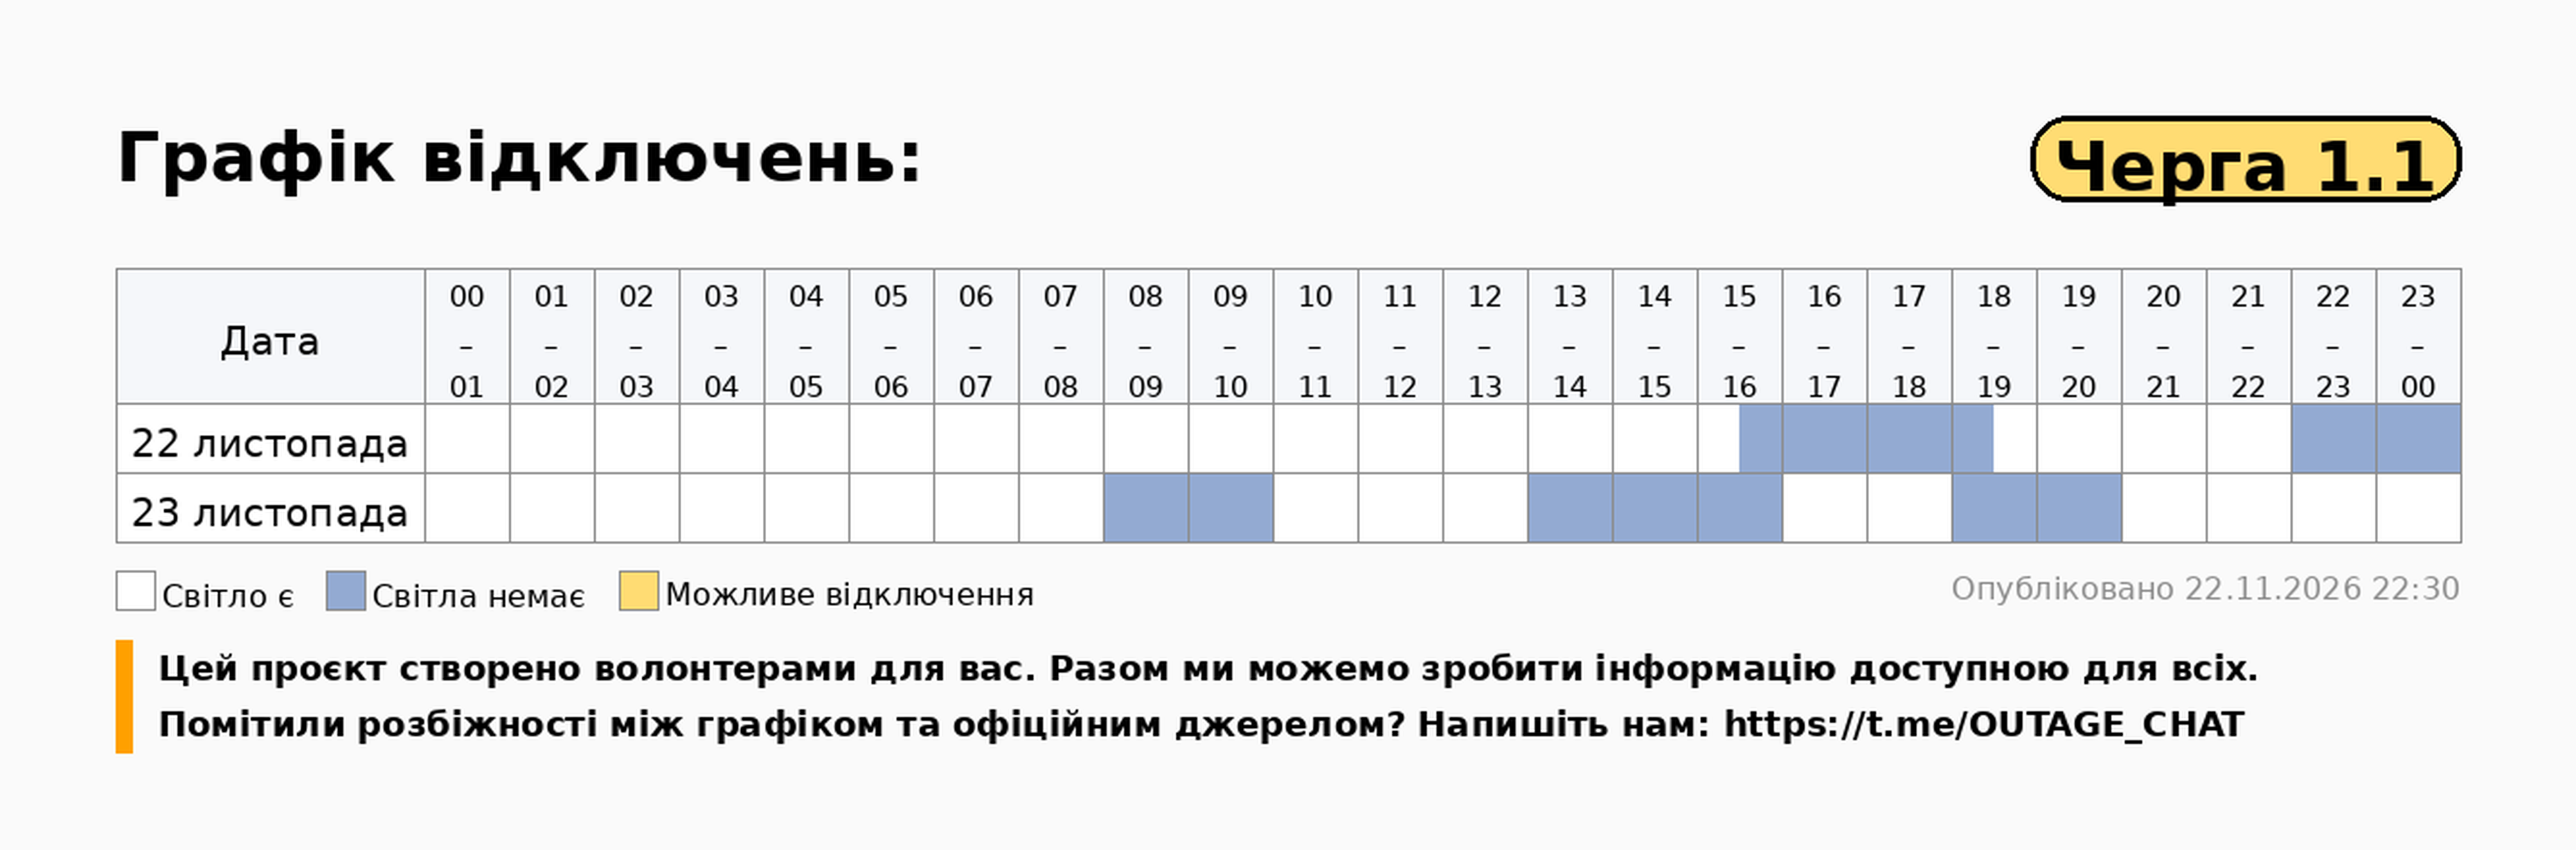 Графік відключень:
Черга 1.1
Дата 00 – 01 01 – 02 02 – 03 03 – 04 04 – 05 05 – 06 06 – 07 07 – 08 08 – 09 09 – 10 10 – 11 11 – 12 12 – 13 13 – 14 14 – 15 15 – 16 16 – 17 17 – 18 18 – 19 19 – 20 20 – 21 21 – 22 22 – 23 23 – 00
22 листопада
23 листопада
Світло є Світла немає Можливе відключення
Опубліковано 22.11.2026 22:30
Цей проєкт створено волонтерами для вас. Разом ми можемо зробити інформацію доступною для всіх.
Помітили розбіжності між графіком та офіційним джерелом? Напишіть нам: https://t.me/OUTAGE_CHAT